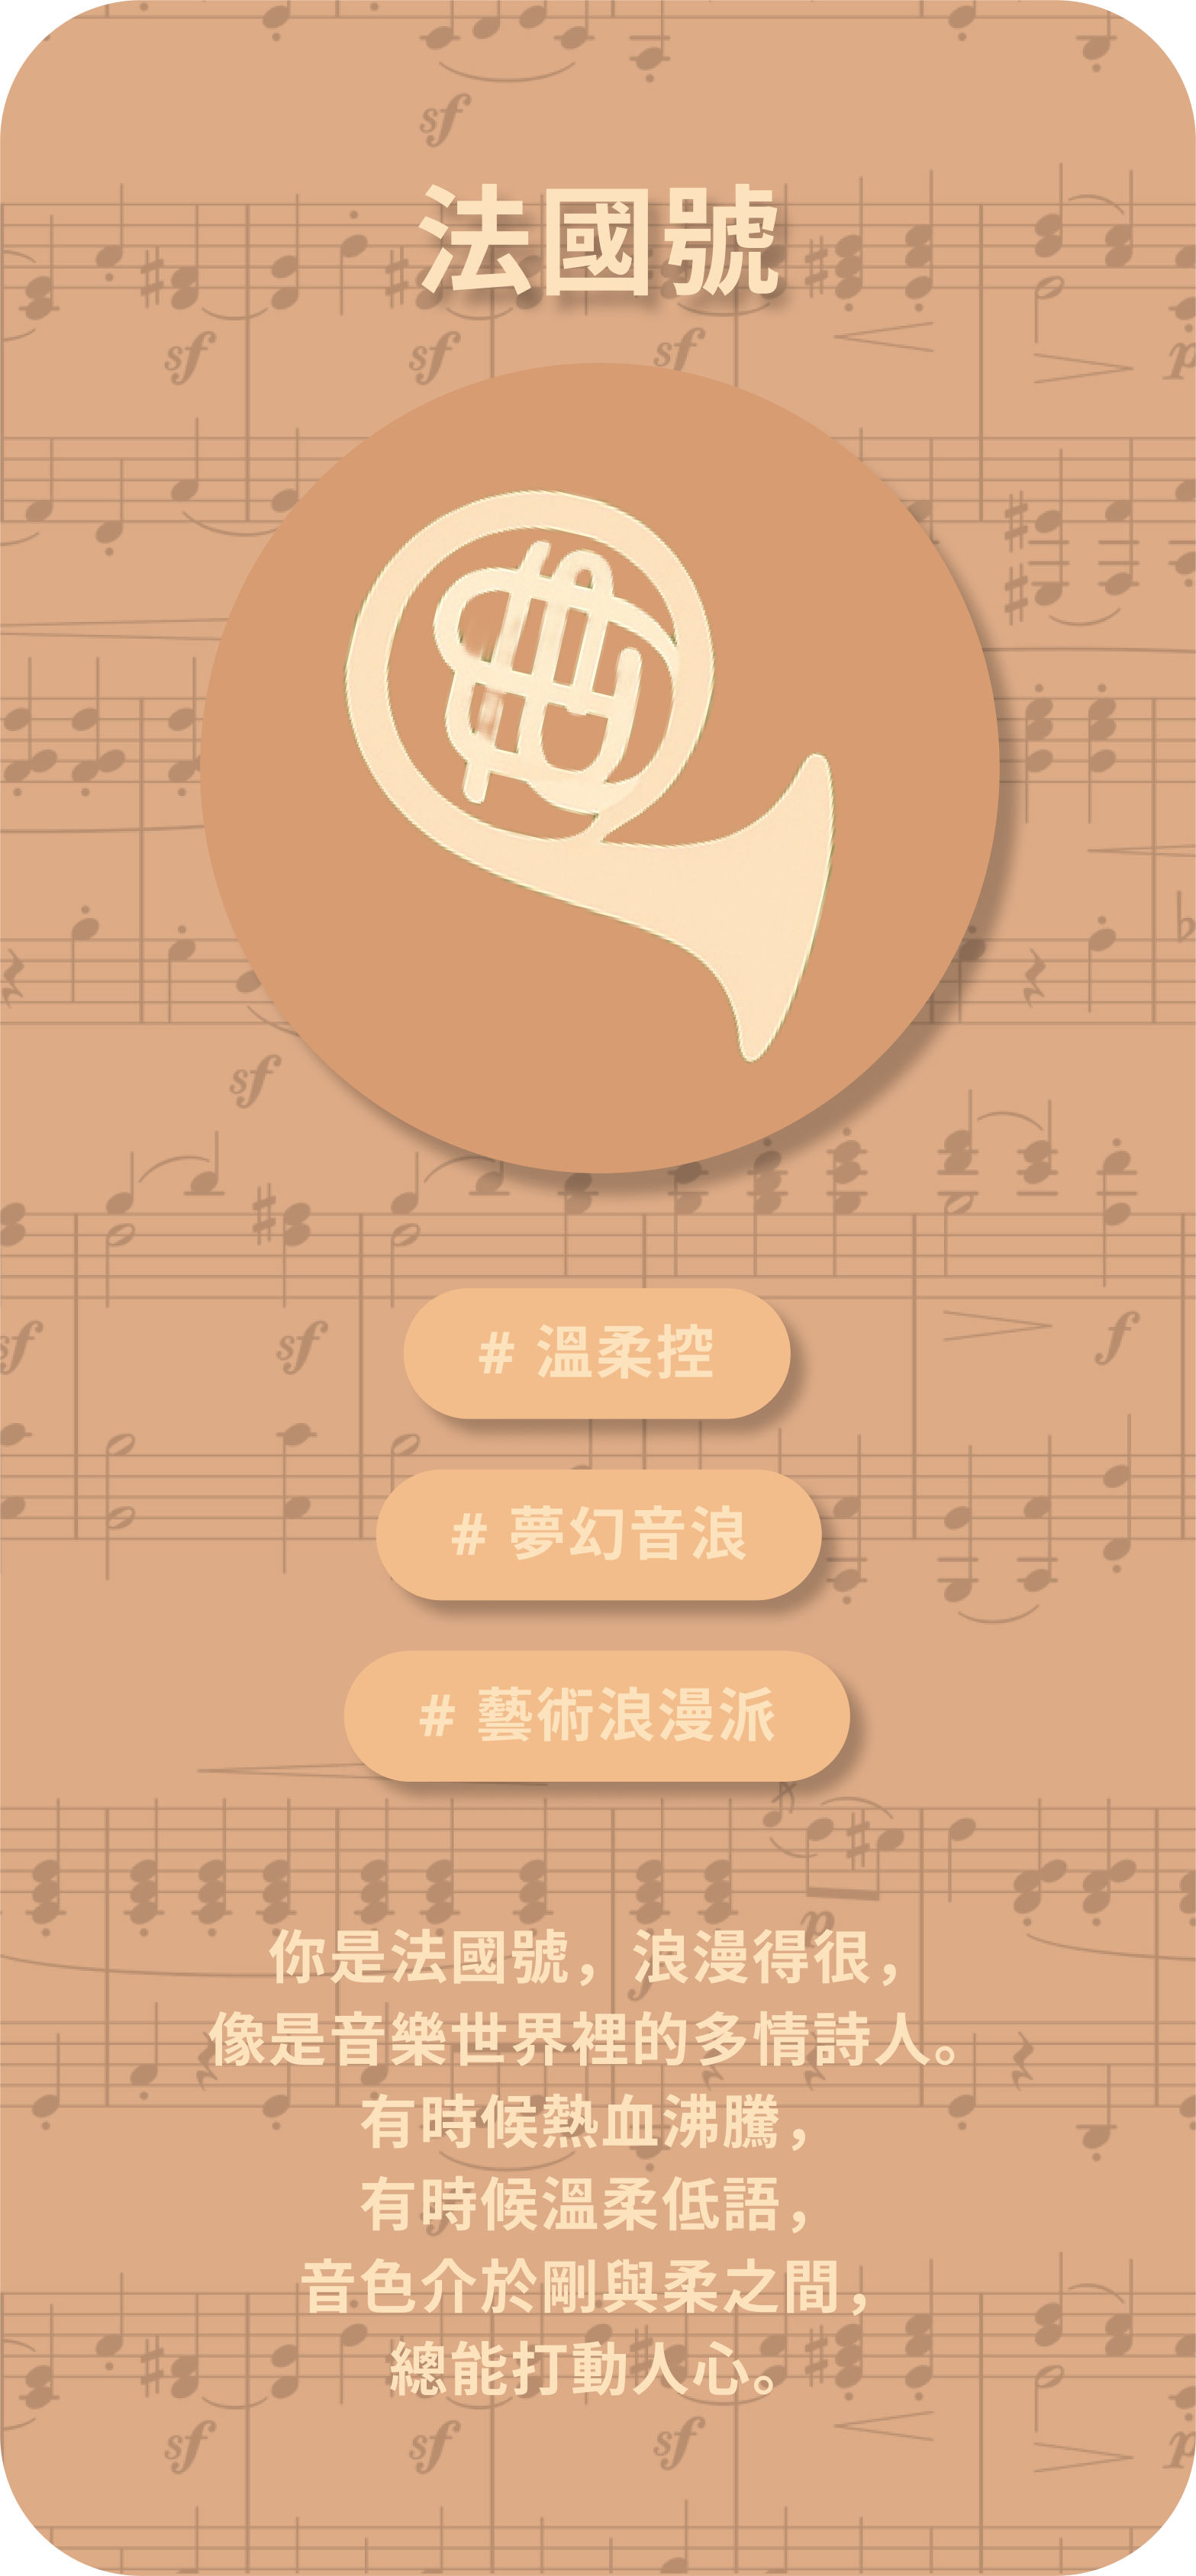 法國號
# 溫柔控
# 夢幻音浪
# 藝術浪漫派
你是法國號，浪漫得很，
像是音樂世界裡的多情詩人。
有時候熱血沸騰，
有時候溫柔低語，
音色介於剛與柔之間，
總能打動人心。